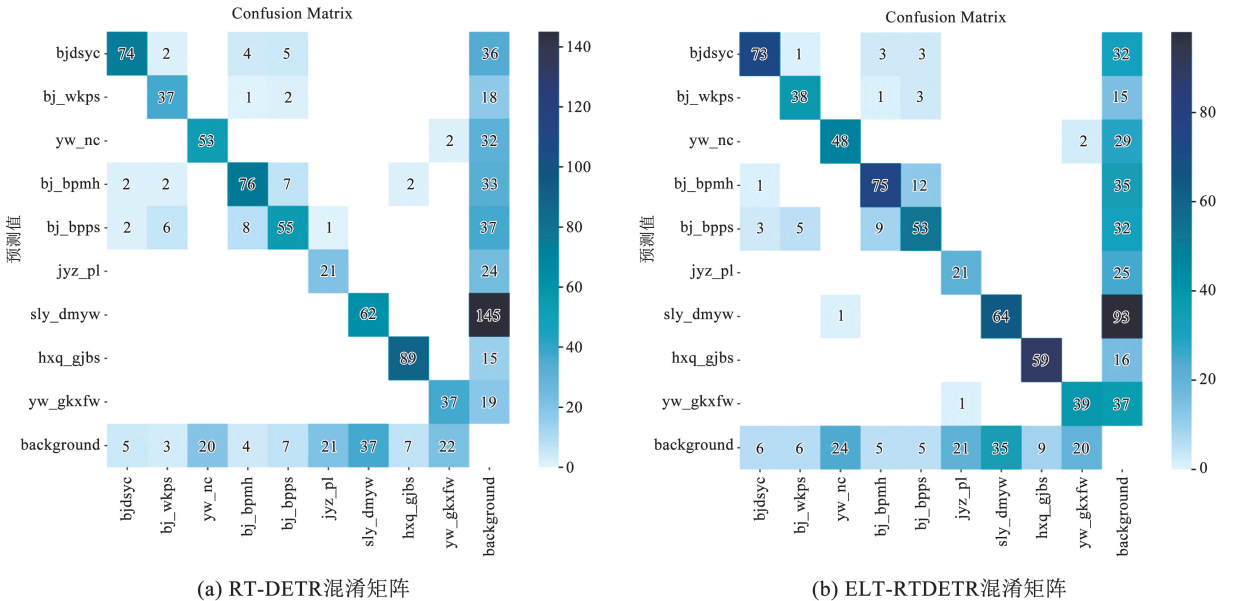 Confusion Matrix
bjdsyc 74 2 4 5 36
bj_wkps 37 1 2 18
yw_nc 53 2 32
bj_bpmh 2 2 76 7 2 33
bj_bpps 2 6 8 55 1 37
jyz_pl 21 24
sly_dmyw 62 145
hxq_gjbs 89 15
yw_gkxfw 37 19
background 5 3 20 4 7 21 37 7 22
预测值
bjdsyc bj_wkps yw_nc bj_bpmh bj_bpps jyz_pl sly_dmyw hxq_gjbs yw_gkxfw background
140
120
100
80
60
40
20
0
(a) RT-DETR混淆矩阵
Confusion Matrix
bjdsyc 73 1 3 3 32
bj_wkps 38 1 3 15
yw_nc 48 2 29
bj_bpmh 1 75 12 35
bj_bpps 3 5 9 53 32
jyz_pl 21 25
sly_dmyw 1 64 93
hxq_gjbs 59 16
yw_gkxfw 1 39 37
background 6 6 24 5 5 21 35 9 20
预测值
bjdsyc bj_wkps yw_nc bj_bpmh bj_bpps jyz_pl sly_dmyw hxq_gjbs yw_gkxfw background
80
60
40
20
0
(b) ELT-RTDETR混淆矩阵